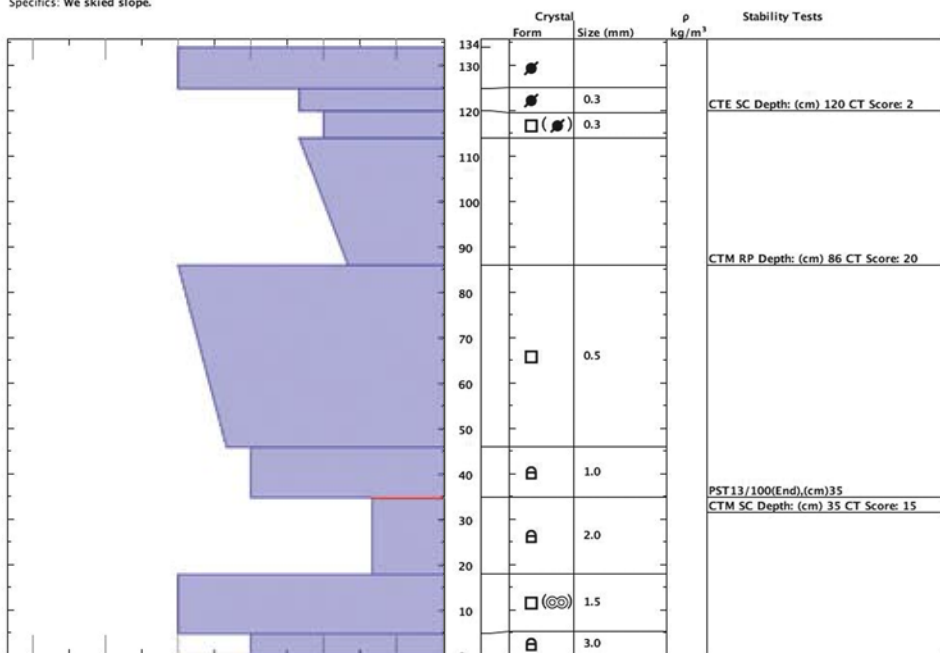 Specifics: We skied slope.
Crystal ρ Stability Tests
Form Size (mm) kg/m³
134
130
0.3
CTE SC Depth: (cm) 120 CT Score: 2
120
( ) 0.3
110
100
90
CTM RP Depth: (cm) 86 CT Score: 20
80
70
0.5
60
50
40
1.0
PST13/100(End),(cm)35
CTM SC Depth: (cm) 35 CT Score: 15
30
2.0
20
10
( ) 1.5
3.0